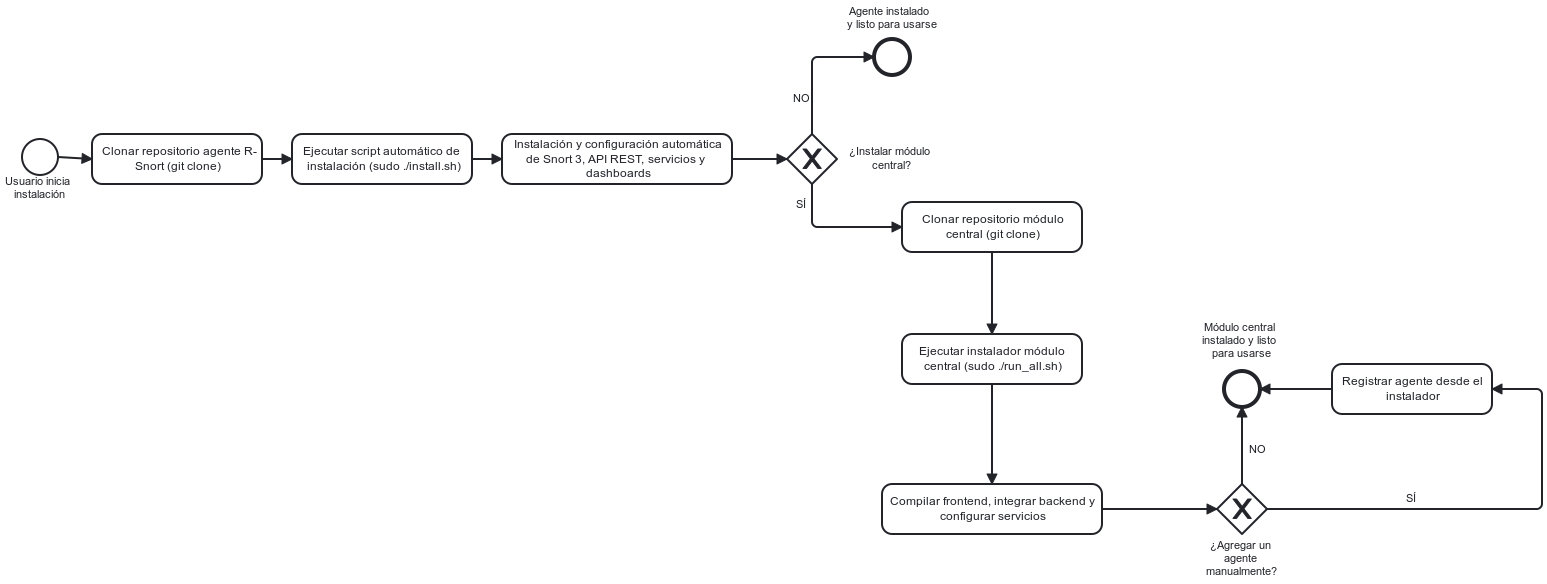 Usuario inicia
instalación
Clonar repositorio agente R-
Snort (git clone)
Ejecutar script automático de
instalación (sudo ./install.sh)
Instalación y configuración automática
de Snort 3, API REST, servicios y
dashboards
¿Instalar módulo
central?
NO
Agente instalado
y listo para usarse
SÍ
Clonar repositorio módulo
central (git clone)
Ejecutar instalador módulo
central (sudo ./run_all.sh)
Compilar frontend, integrar backend y
configurar servicios
¿Agregar un
agente
manualmente?
NO
Módulo central
instalado y listo
para usarse
SÍ
Registrar agente desde el
instalador